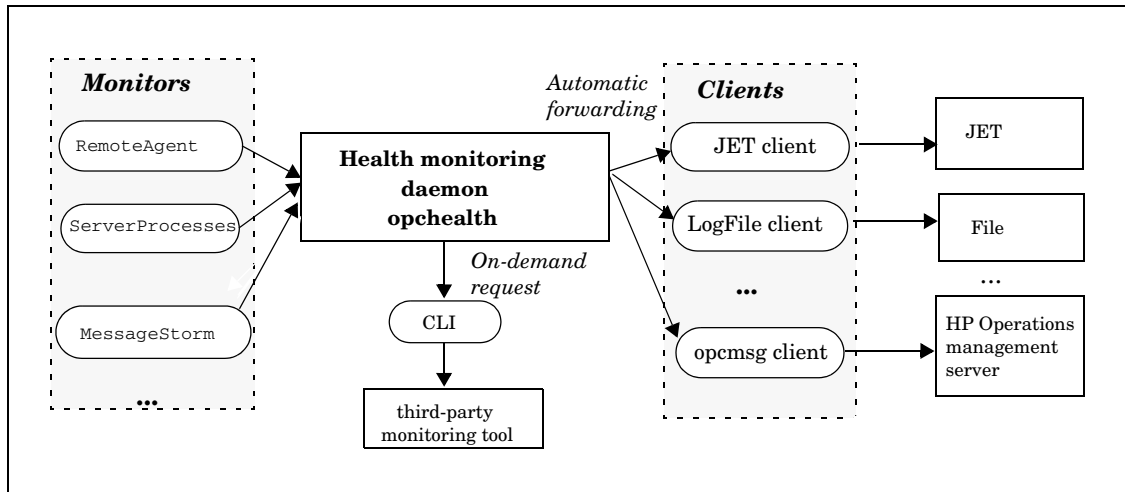 Monitors
RemoteAgent
ServerProcesses
MessageStorm
...
Health monitoring
daemon
opchealth
On-demand
request
CLI
third-party
monitoring tool
Automatic
forwarding
Clients
JET client
LogFile client
...
opcmsg client
JET
File
...
HP Operations
management
server